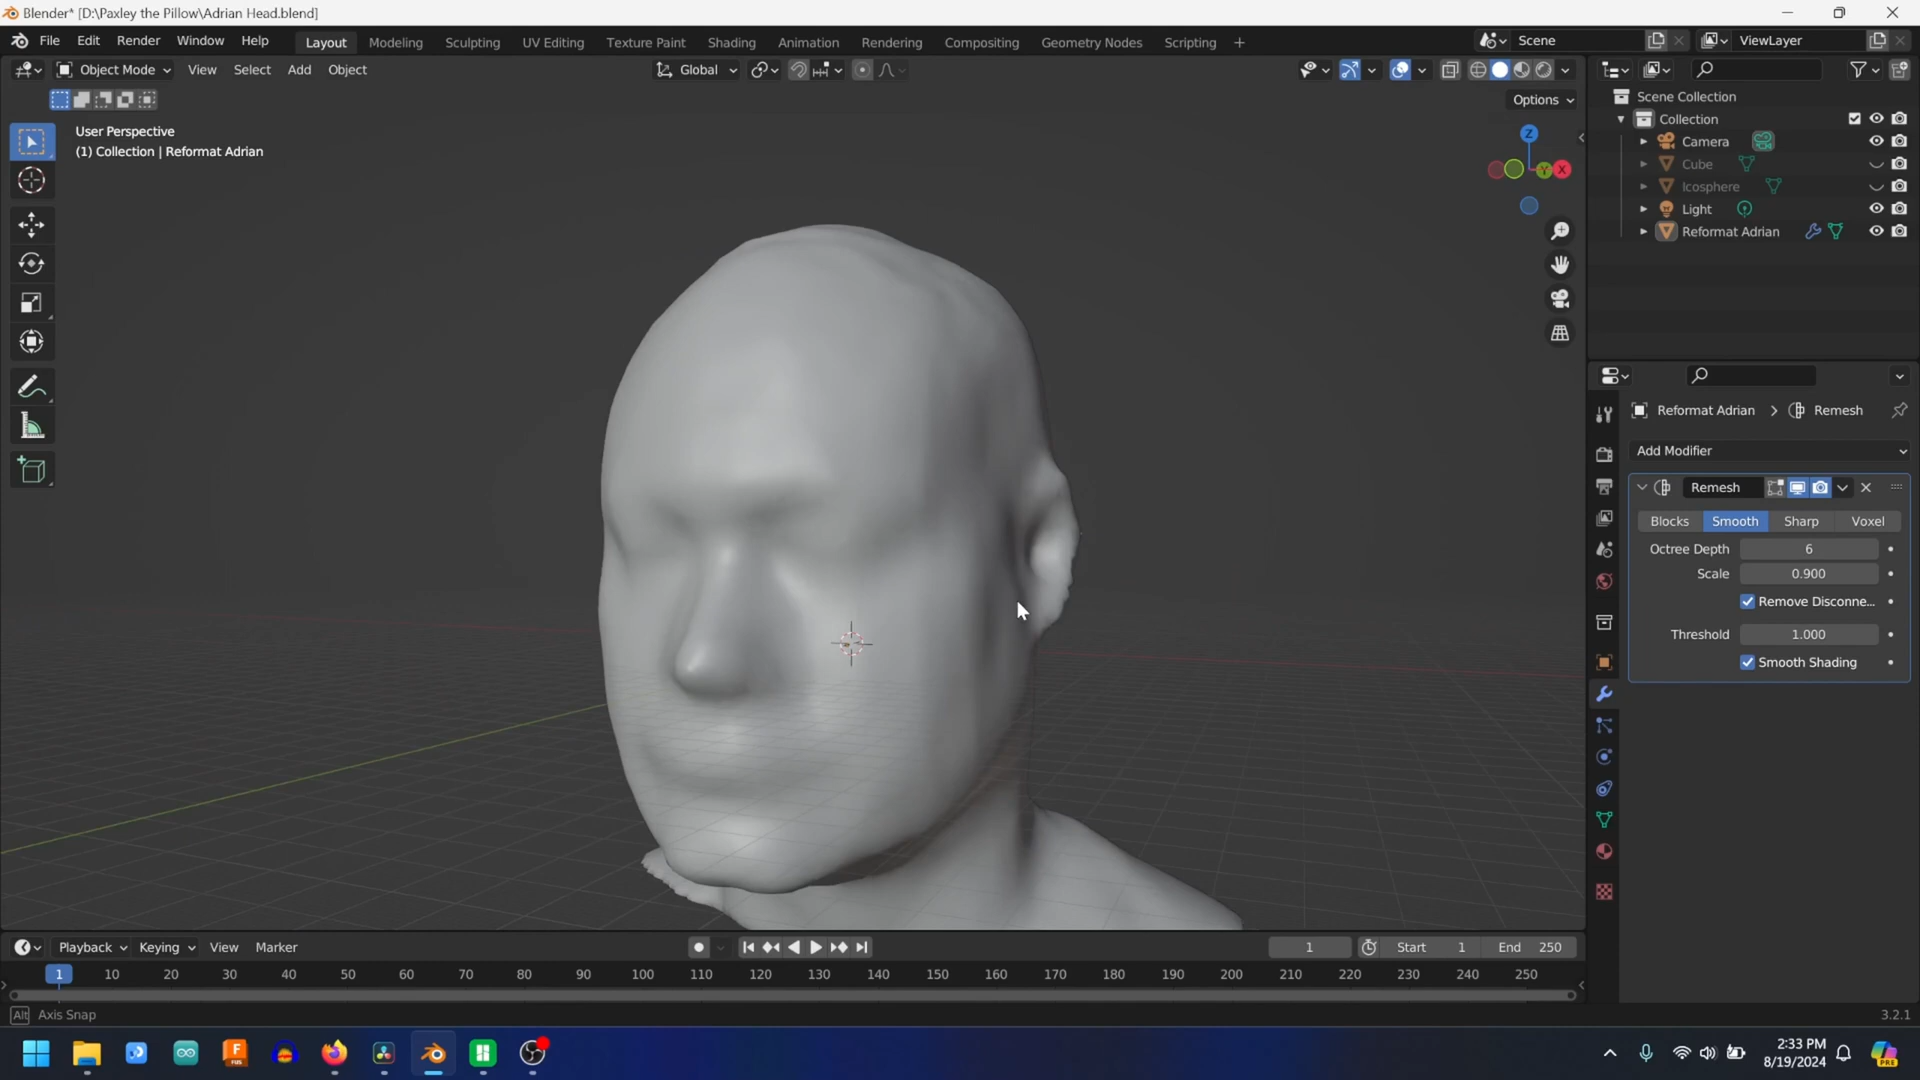 Blender* [D:\Paxley the Pillow\Adrian Head.blend]
File Edit Render Window Help Layout Modeling Sculpting UV Editing Texture Paint Shading Animation Rendering Compositing Geometry Nodes Scripting + Scene ViewLayer
Object Mode View Select Add Object Global
Options
User Perspective
(1) Collection | Reformat Adrian
Z
Y X
Scene Collection
Collection
Camera
Cube
Icosphere
Light
Reformat Adrian
Reformat Adrian > Remesh
Add Modifier
Remesh
Blocks Smooth Sharp Voxel
Octree Depth 6
Scale 0.900
Remove Disconne...
Threshold 1.000
Smooth Shading
Playback Keying View Marker 1 Start 1 End 250
1 10 20 30 40 50 60 70 80 90 100 110 120 130 140 150 160 170 180 190 200 210 220 230 240 250
Alt Axis Snap 3.2.1
F
FUS
2:33 PM
8/19/2024
PRE